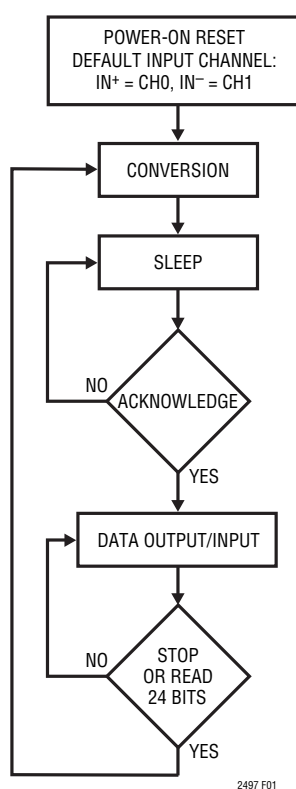 POWER-ON RESET
DEFAULT INPUT CHANNEL:
IN+ = CH0, IN– = CH1
CONVERSION
SLEEP
NO
ACKNOWLEDGE
YES
DATA OUTPUT/INPUT
NO
STOP
OR READ
24 BITS
YES
2497 F01